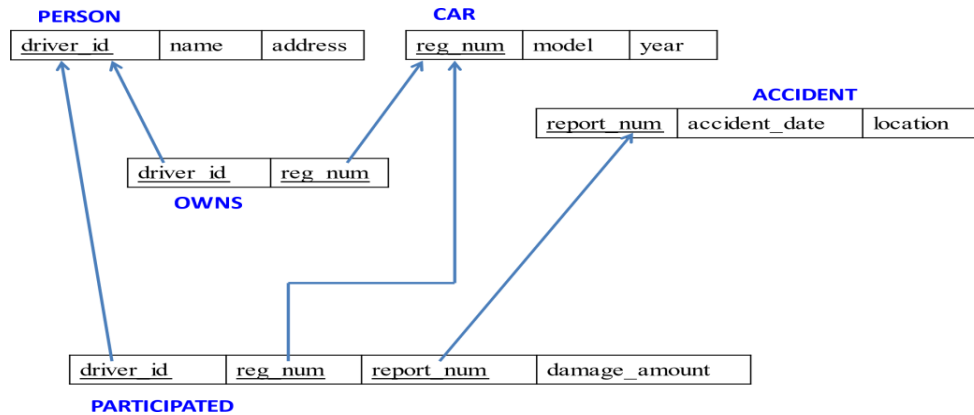 PERSON
driver_id name address
CAR
reg_num model year
ACCIDENT
report_num accident_date location
driver_id reg_num
OWNS
driver_id reg_num report_num damage_amount
PARTICIPATED